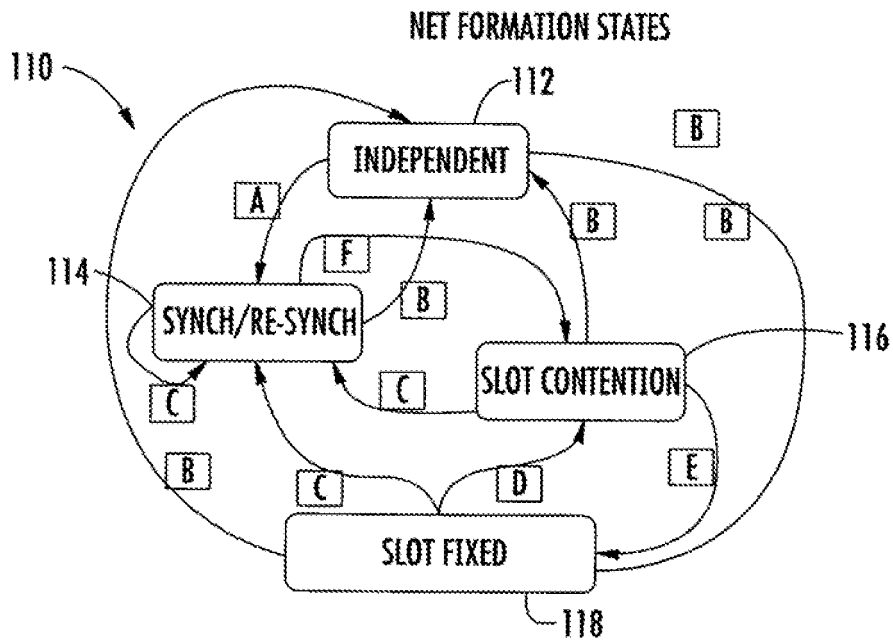 NET FORMATION STATES
110
112
B
INDEPENDENT
A
B
B
F
114
B
SYNCH/RE-SYNCH
116
SLOT CONTENTION
C
C
B
C
D
E
SLOT FIXED
118